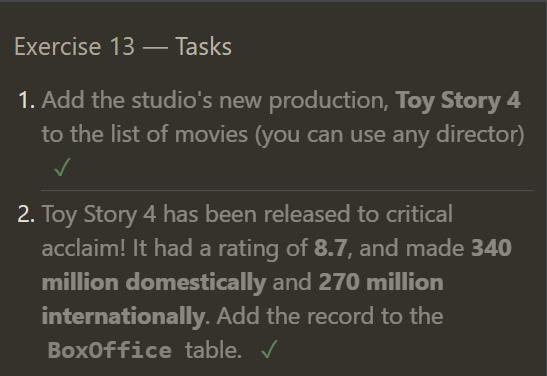 Exercise 13 — Tasks
1. Add the studio's new production, Toy Story 4
to the list of movies (you can use any director)
✓
2. Toy Story 4 has been released to critical
acclaim! It had a rating of 8.7, and made 340
million domestically and 270 million
internationally. Add the record to the
BoxOffice table. ✓